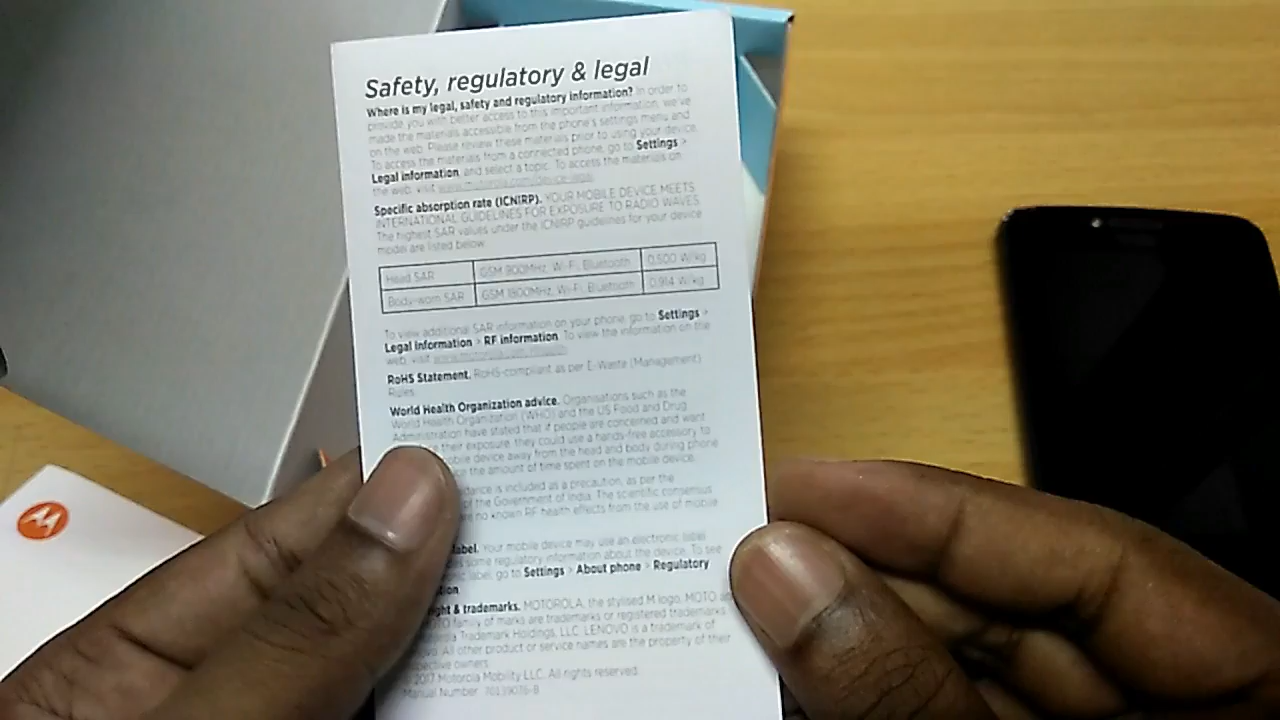 Safety, regulatory & legal
Where is my legal, safety and regulatory information? In order to
provide you with better access to this important information, we've
made the materials accessible from the phone's settings menu and
on the web. Please review these materials prior to using your device.
To access the materials from a connected phone, go to Settings >
Legal information, and select a topic. To access the materials on
the web, visit www.motorola.com/device-legal.
Specific absorption rate (ICNIRP). YOUR MOBILE DEVICE MEETS
INTERNATIONAL GUIDELINES FOR EXPOSURE TO RADIO WAVES.
The highest SAR values under the ICNIRP guidelines for your device
model are listed below:
Head SAR GSM 900MHz, Wi-Fi, Bluetooth 0.500 W/kg
Body-worn SAR GSM 1800MHz, Wi-Fi, Bluetooth 0.914 W/kg
To view additional SAR information on your phone, go to Settings >
Legal information > RF information. To view the information on the
web, visit
RoHS Statement. RoHS-compliant as per E-Waste (Management)
Rules.
World Health Organization advice. Organisations such as the
World Health Organization (WHO) and the US Food and Drug
Administration have stated that if people are concerned and want
their exposure, they could use a hands-free accessory to
mobile device away from the head and body during phone
the amount of time spent on the mobile device.
is included as a precaution, as per the
of the Government of India. The scientific consensus
no known RF health effects from the use of mobile
label. Your mobile device may use an electronic label
some regulatory information about the device. To see
label, go to Settings > About phone > Regulatory
& trademarks. MOTOROLA, the stylised M logo, MOTO
family of marks are trademarks or registered trademarks
Trademark Holdings, LLC. LENOVO is a trademark of
All other product or service names are the property of their
owners.
2017 Motorola Mobility LLC. All rights reserved.
Manual Number: